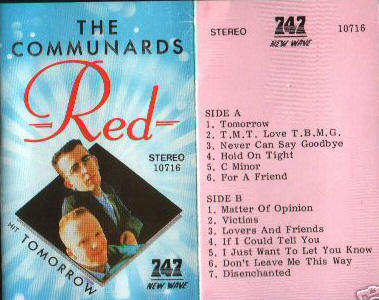 THE
COMMUNARDS
Red
STEREO
10716
HIT TOMORROW
747
NEW WAVE
STEREO
747
NEW WAVE
10716
SIDE A
1. Tomorrow
2. T.M.T. Love T.B.M.G.
3. Never Can Say Goodbye
4. Hold On Tight
5. C Minor
6. For A Friend
SIDE B
1. Matter Of Opinion
2. Victims
3. Lovers And Friends
4. If I Could Tell You
5. I Just Want To Let You Know
6. Don't Leave Me This Way
7. Disenchanted